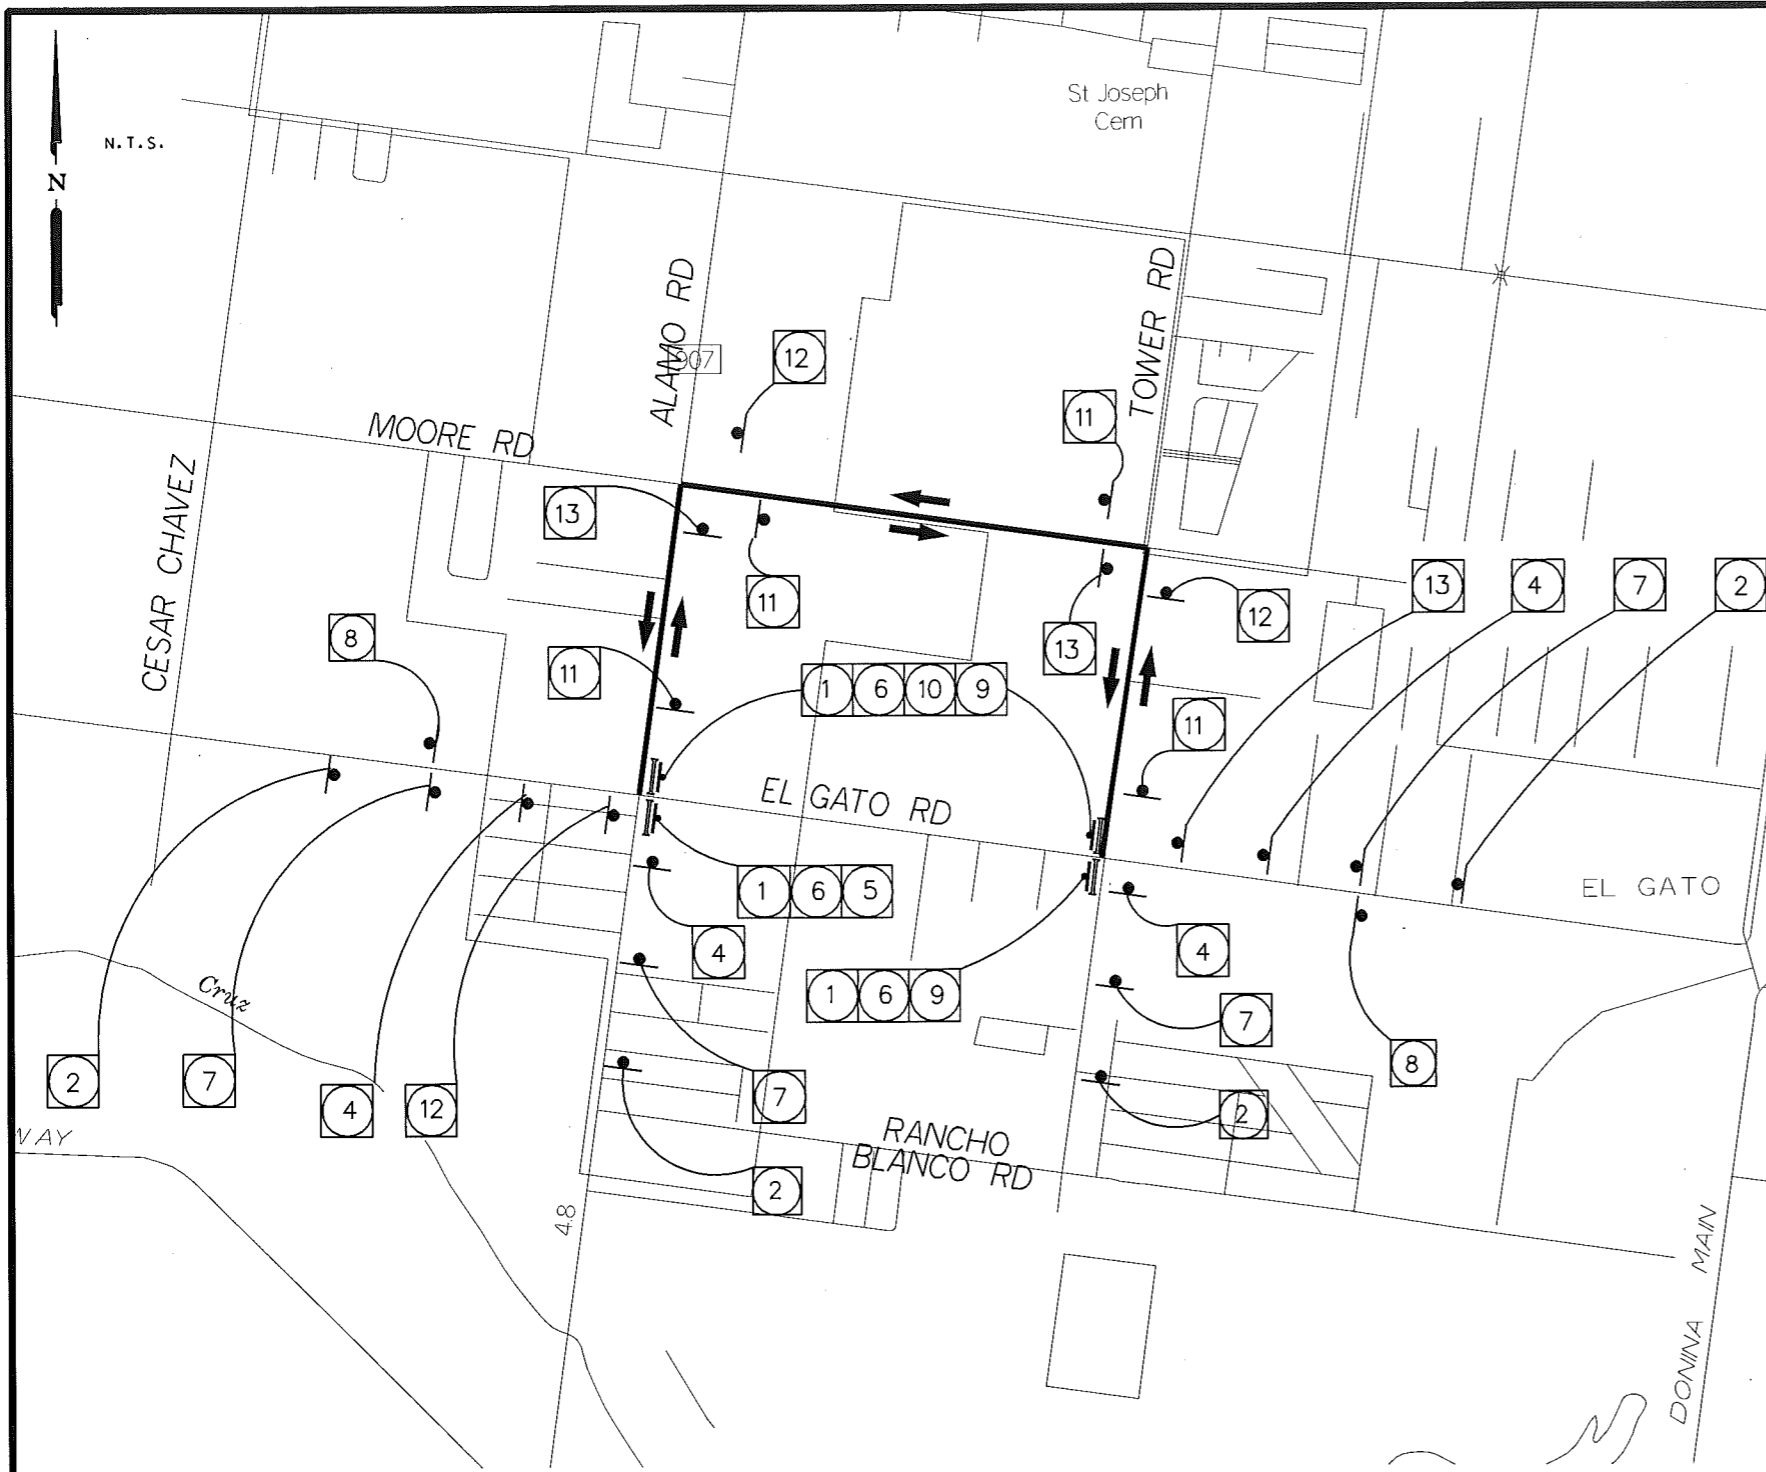 St Joseph
Cem
N.T.S.
N
ALAMO RD
907
TOWER RD
12
11
MOORE RD
CESAR CHAVEZ
13
11
13
4
7
2
12
8
11
13
1 6 10 9
11
EL GATO RD
EL GATO
1 6 5
4
4
1 6 9
Cruz
7
8
2
7
4
12
7
2
WAY
RANCHO
BLANCO RD
2
48
DONINA MAIN